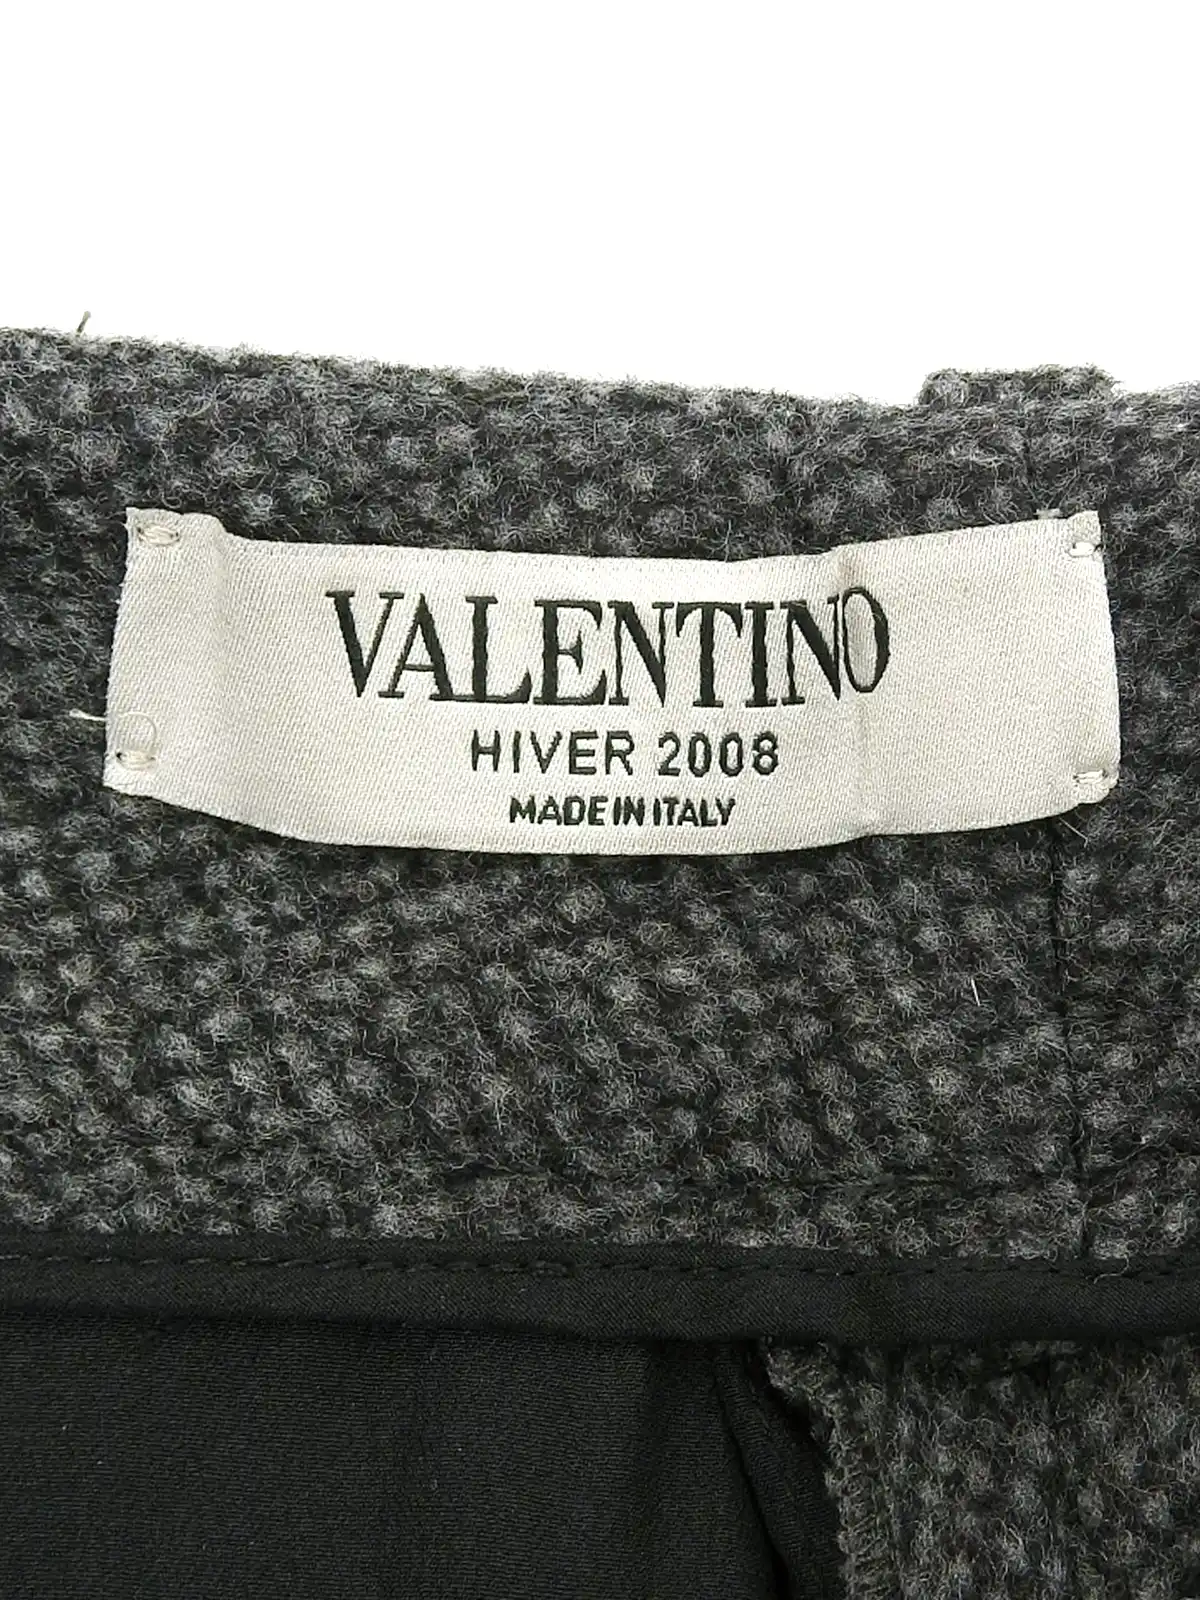 VALENTINO
HIVER 2008
MADE IN ITALY